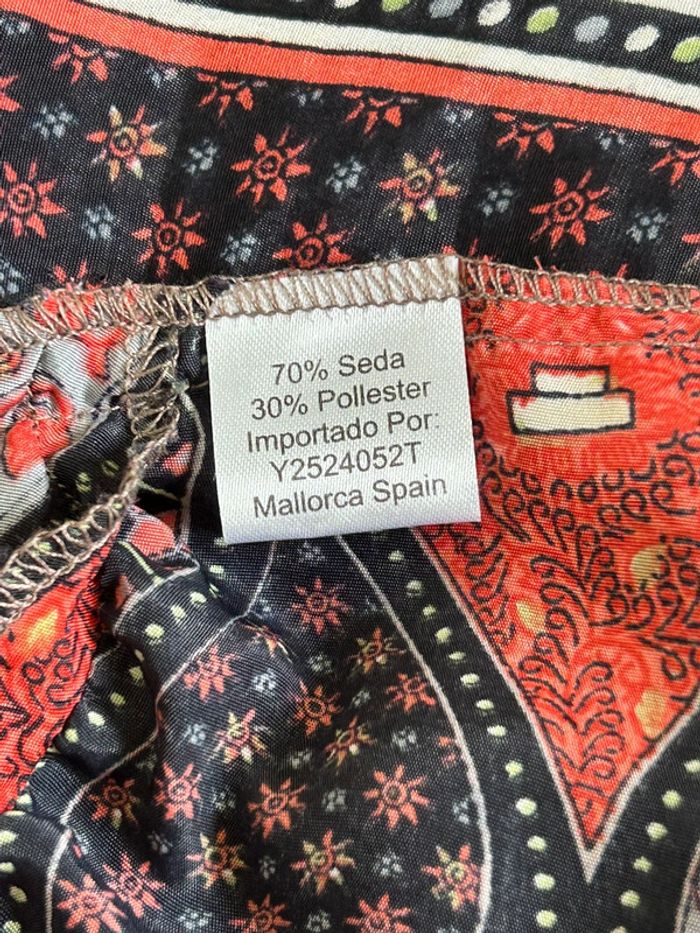 70% Seda
30% Pollester
Importado Por:
Y2524052T
Mallorca Spain